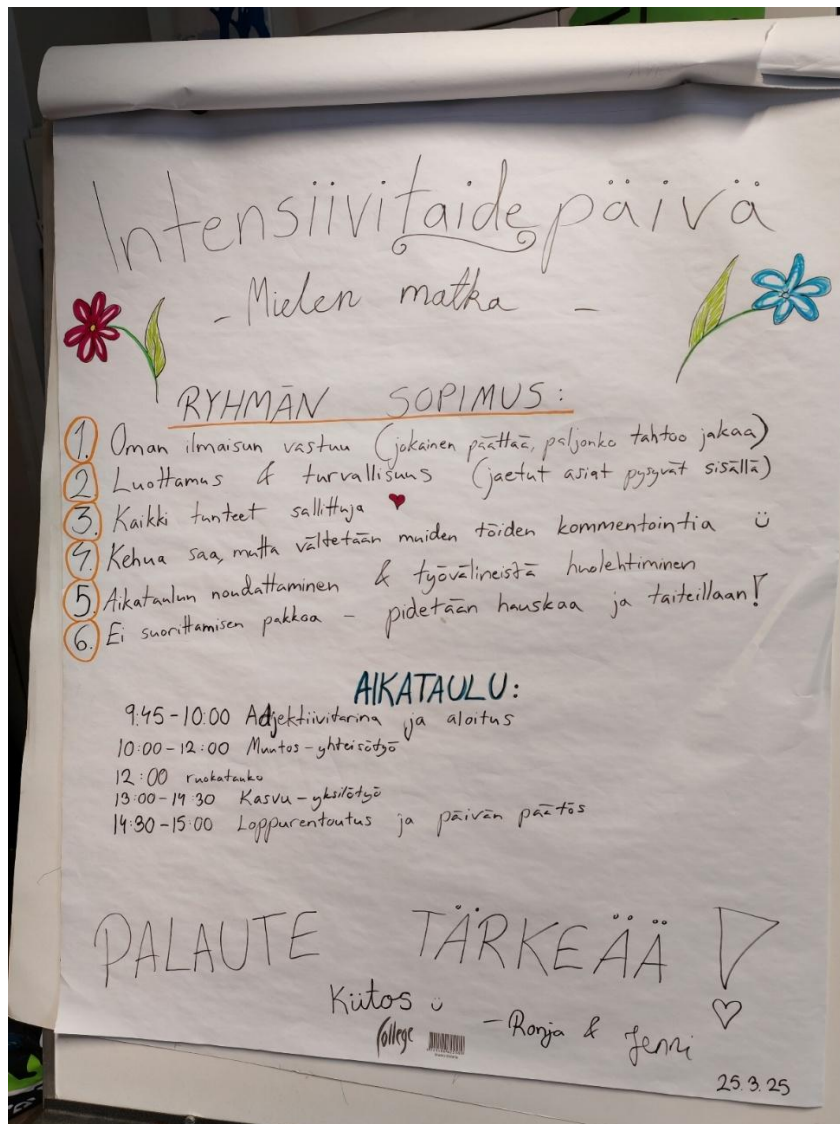 Intensiivitaidepäivä
- Mielen matka -
RYHMÄN SOPIMUS:
1. Oman ilmaisun vastuu (jokainen päättää, paljonko tahtoo jakaa)
2 Luottamus & turvallisuus (jaetut asiat pysyvät sisällä)
3. Kaikki tunteet sallittuja ♥
4. Kehua saa, mutta vältetään muiden töiden kommentointia ü
5 Aikataulun noudattaminen & työvälineistä huolehtiminen
6. Ei suorittamisen pakkoa - pidetään hauskaa ja taiteillaan!
AIKATAULU:
9:45-10:00 Adjektiivitarina ja aloitus
10:00-12:00 Muutos-yhteisötyö
12:00 ruokatauko
13:00-14:30 Kasvu-yksilötyö
14:30-15:00 Loppurentoutus ja päivän päätös
PALAUTE TÄRKEÄÄ!
Kiitos ü
-Ronja & Jenni
College
25.3.25